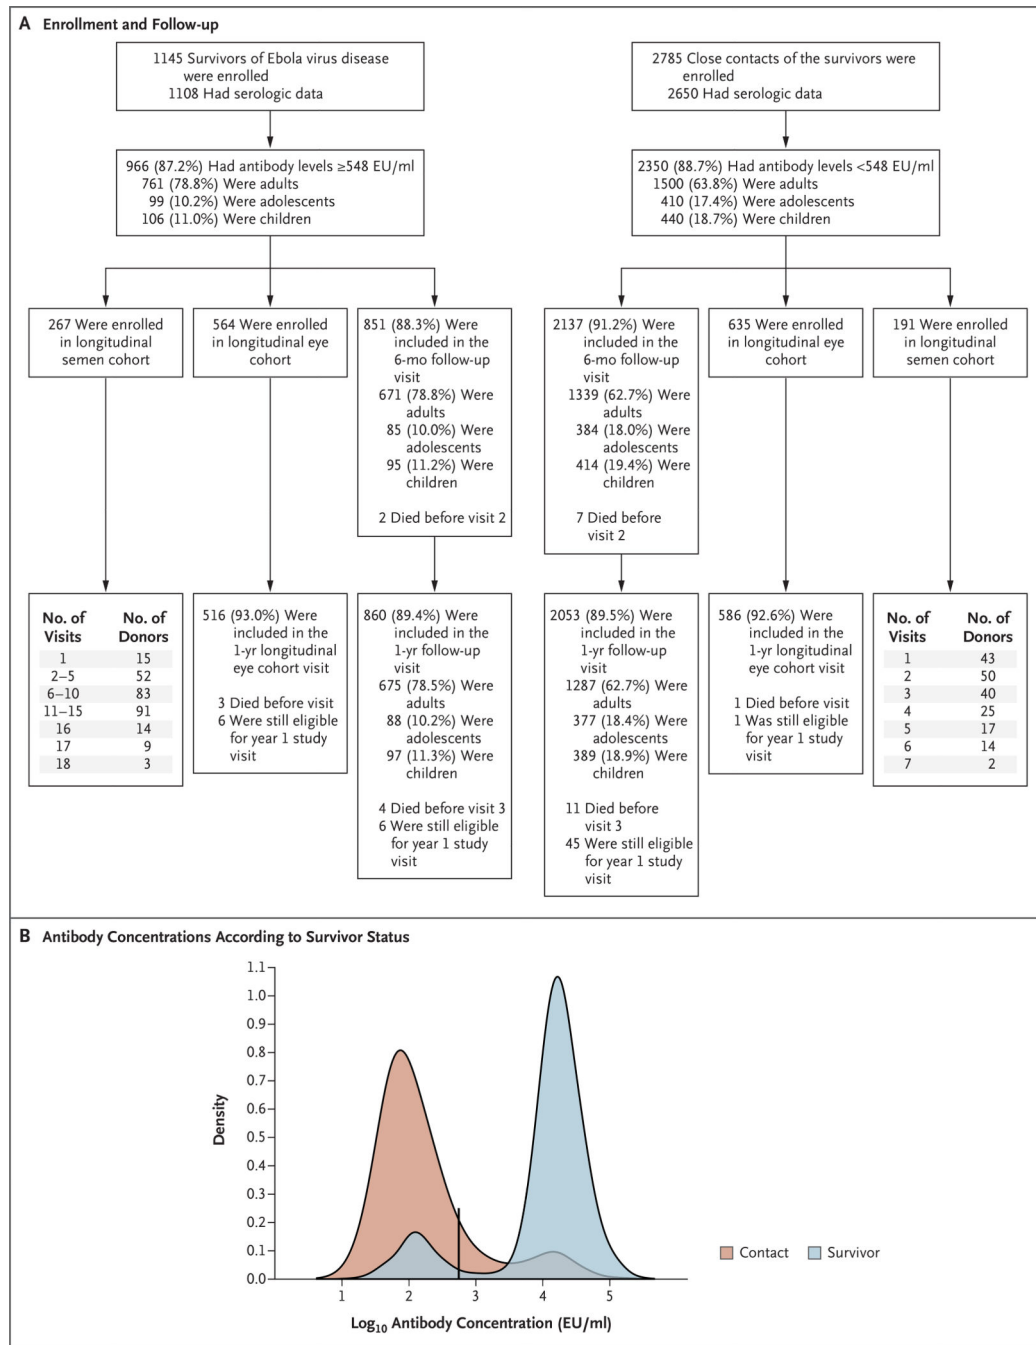 A Enrollment and Follow-up
1145 Survivors of Ebola virus disease
were enrolled
1108 Had serologic data
2785 Close contacts of the survivors were
enrolled
2650 Had serologic data
966 (87.2%) Had antibody levels ≥548 EU/ml
761 (78.8%) Were adults
99 (10.2%) Were adolescents
106 (11.0%) Were children
2350 (88.7%) Had antibody levels <548 EU/ml
1500 (63.8%) Were adults
410 (17.4%) Were adolescents
440 (18.7%) Were children
267 Were enrolled
in longitudinal
semen cohort
564 Were enrolled
in longitudinal eye
cohort
851 (88.3%) Were
included in the
6-mo follow-up
visit
671 (78.8%) Were
adults
85 (10.0%) Were
adolescents
95 (11.2%) Were
children
2 Died before visit 2
2137 (91.2%) Were
included in the
6-mo follow-up
visit
1339 (62.7%) Were
adults
384 (18.0%) Were
adolescents
414 (19.4%) Were
children
7 Died before
visit 2
635 Were enrolled
in longitudinal eye
cohort
191 Were enrolled
in longitudinal
semen cohort
No. of No. of
Visits Donors
1 15
2–5 52
6–10 83
11–15 91
16 14
17 9
18 3
516 (93.0%) Were
included in the
1-yr longitudinal
eye cohort visit
3 Died before visit
6 Were still eligible
for year 1 study
visit
860 (89.4%) Were
included in the
1-yr follow-up
visit
675 (78.5%) Were
adults
88 (10.2%) Were
adolescents
97 (11.3%) Were
children
4 Died before visit 3
6 Were still eligible
for year 1 study
visit
2053 (89.5%) Were
included in the
1-yr follow-up
visit
1287 (62.7%) Were
adults
377 (18.4%) Were
adolescents
389 (18.9%) Were
children
11 Died before
visit 3
45 Were still eligible
for year 1 study
visit
586 (92.6%) Were
included in the
1-yr longitudinal
eye cohort visit
1 Died before visit
1 Was still eligible
for year 1 study
visit
No. of No. of
Visits Donors
1 43
2 50
3 40
4 25
5 17
6 14
7 2
B Antibody Concentrations According to Survivor Status
1.1
1.0
0.9
0.8
0.7
0.6
0.5
0.4
0.3
0.2
0.1
0.0
Density
1 2 3 4 5
Log₁₀ Antibody Concentration (EU/ml)
Contact Survivor